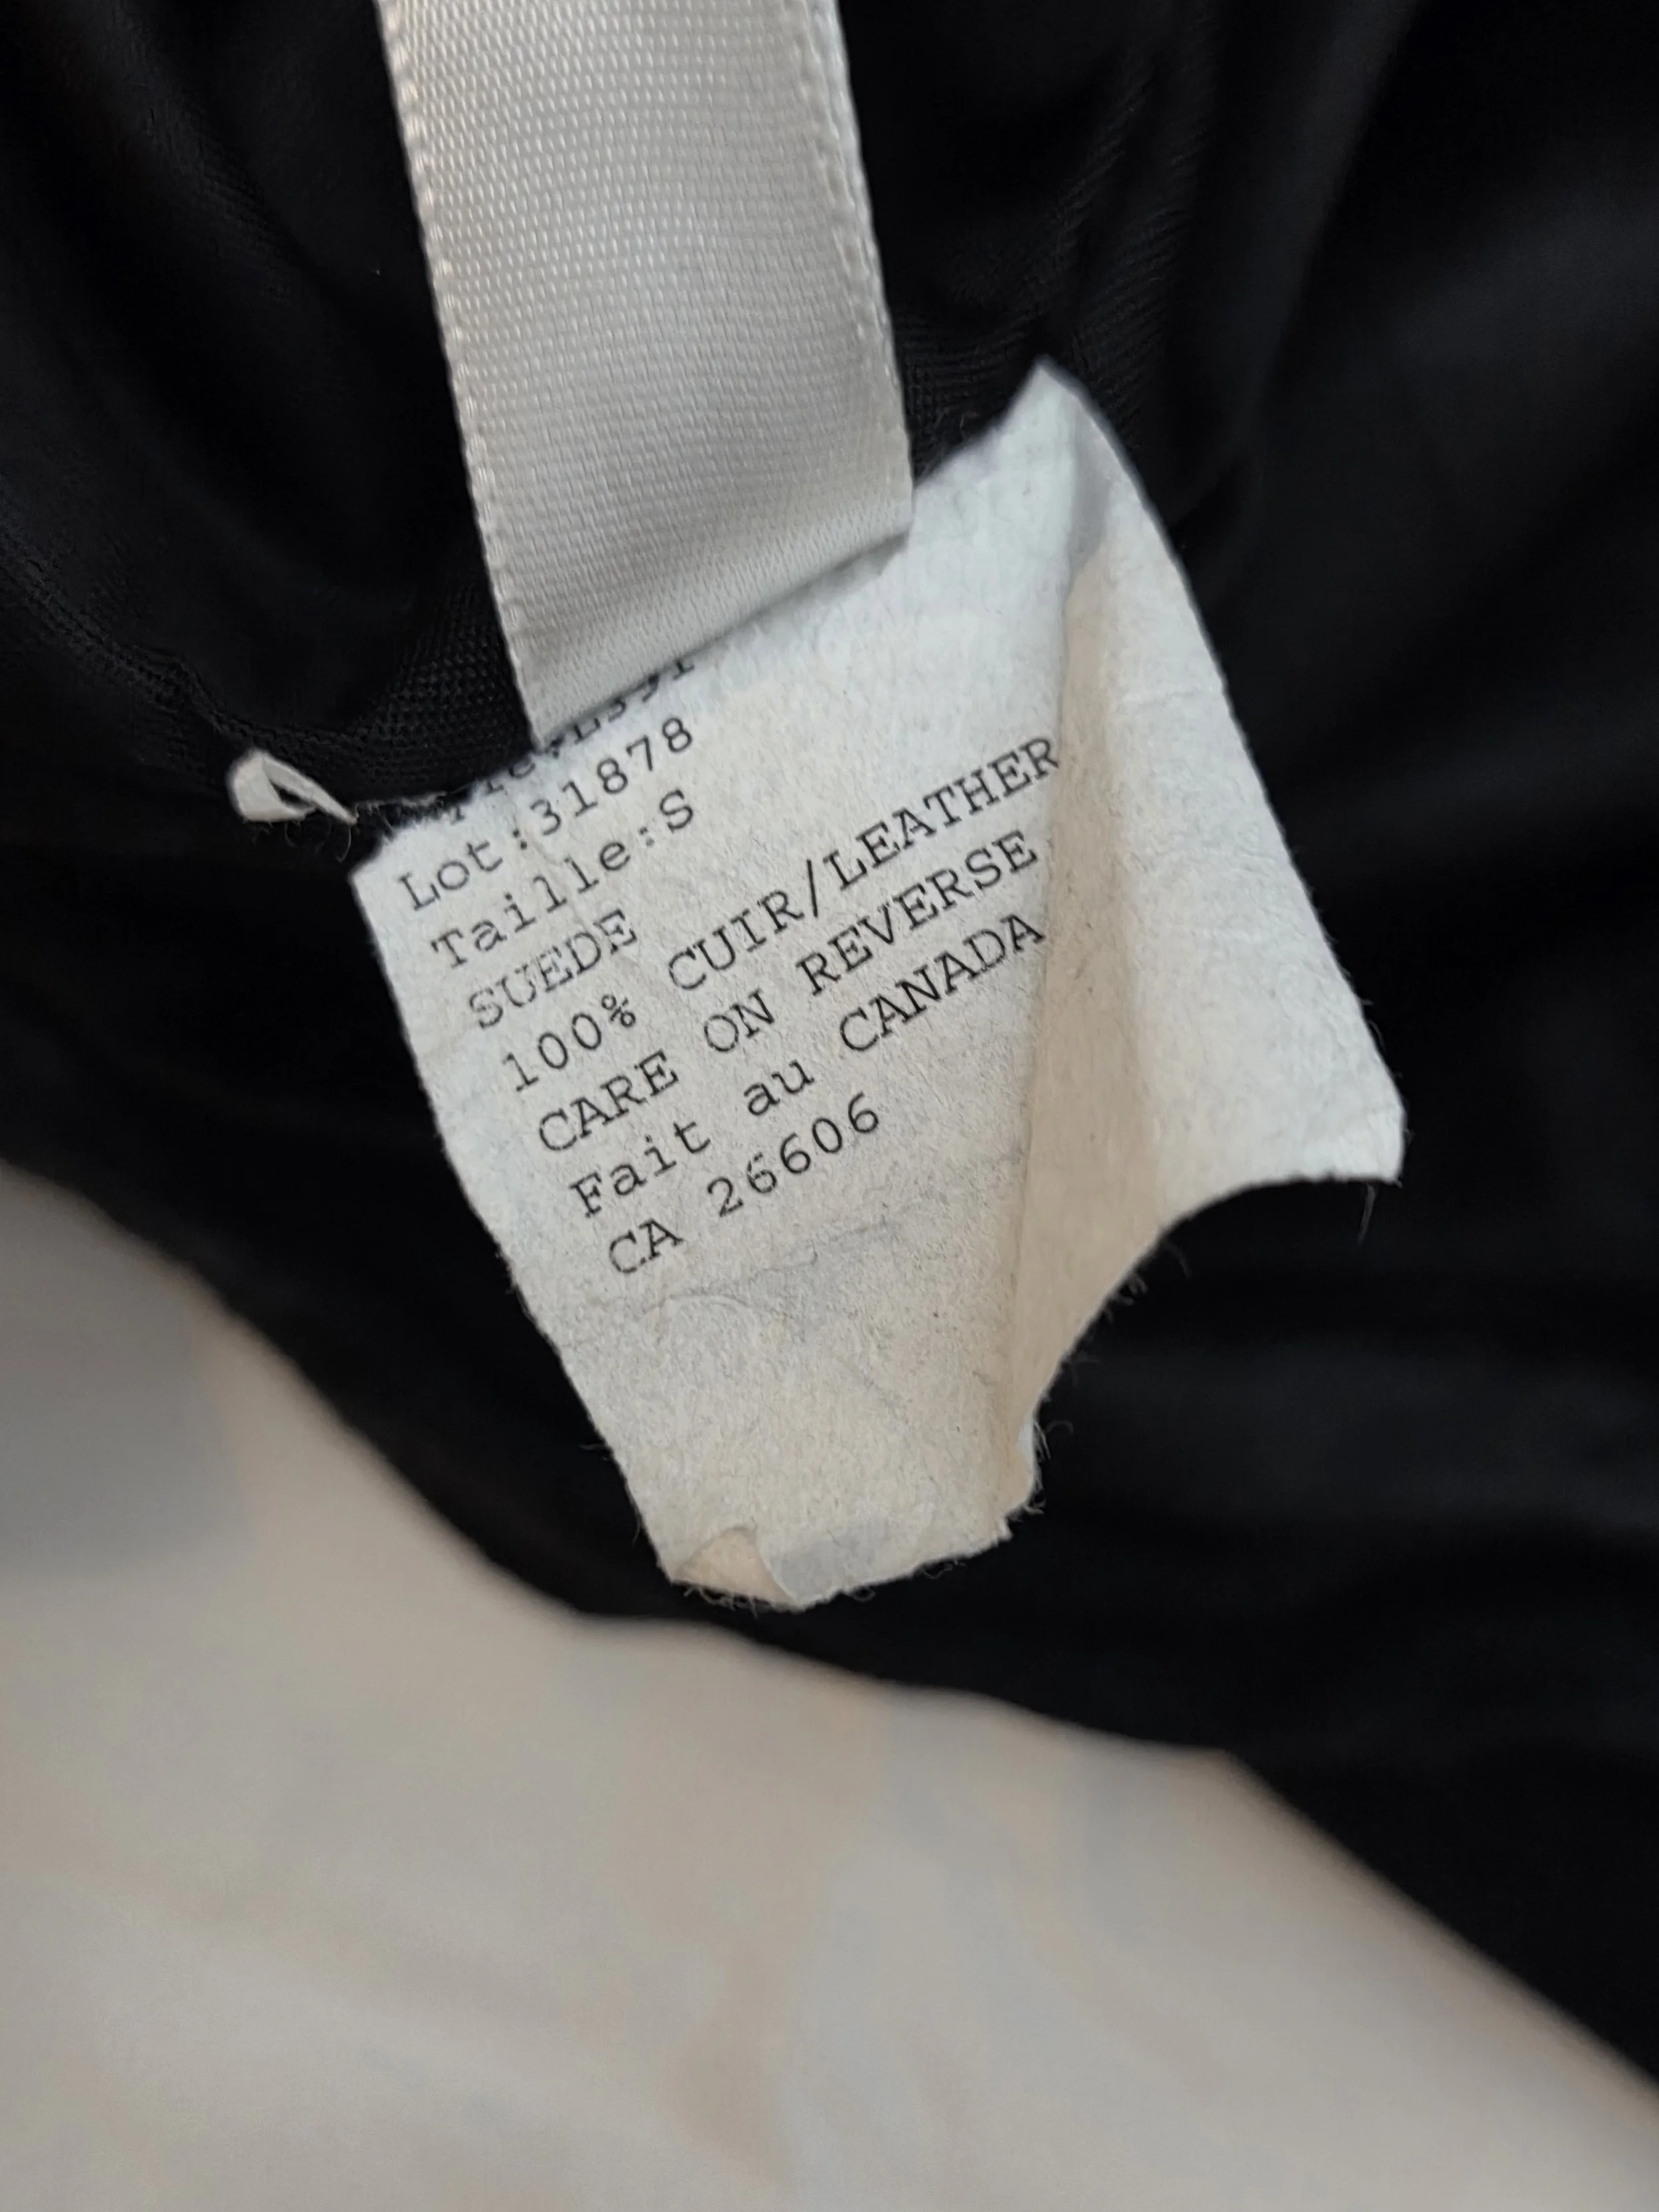 Lot:31878
Taille:S
SUEDE
100% CUIR/LEATHER
CARE ON REVERSE
Fait au CANADA
CA 26606